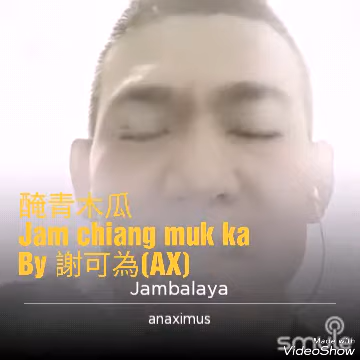 醃青木瓜
Jam chiang muk ka
By 謝可為(AX)
Jambalaya
anaximus
Made with
VideoShow